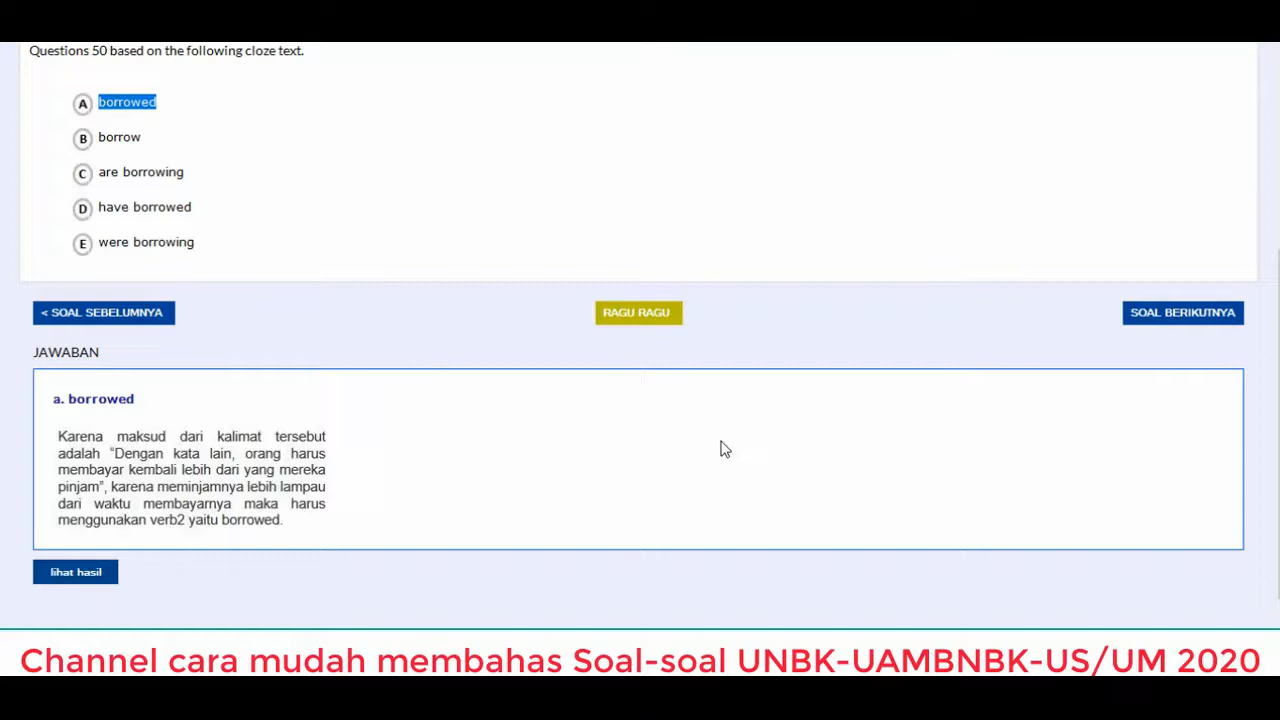 Questions 50 based on the following cloze text.
A borrowed
B borrow
C are borrowing
D have borrowed
E were borrowing
< SOAL SEBELUMNYA
RAGU RAGU
SOAL BERIKUTNYA
JAWABAN
a. borrowed
Karena maksud dari kalimat tersebut
adalah "Dengan kata lain, orang harus
membayar kembali lebih dari yang mereka
pinjam", karena meminjamnya lebih lampau
dari waktu membayarnya maka harus
menggunakan verb2 yaitu borrowed.
lihat hasil
Channel cara mudah membahas Soal-soal UNBK-UAMBNBK-US/UM 2020